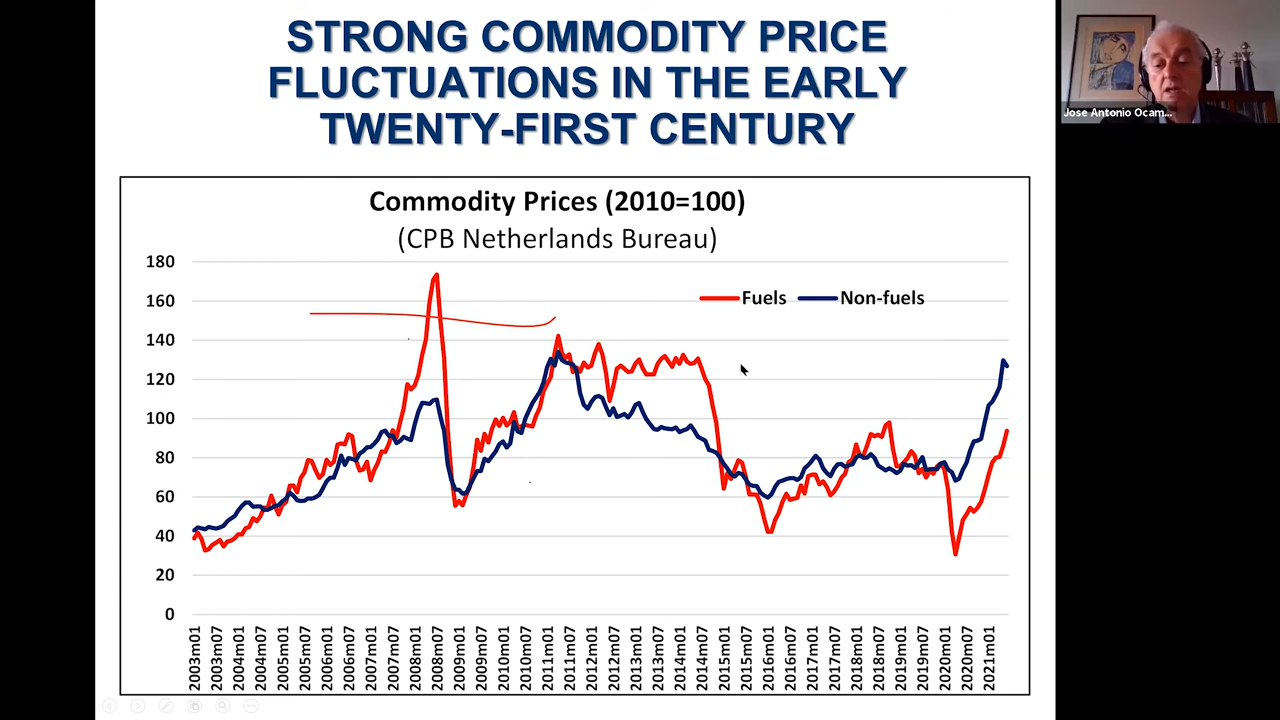 STRONG COMMODITY PRICE
FLUCTUATIONS IN THE EARLY
TWENTY-FIRST CENTURY
Jose Antonio Ocam...
Commodity Prices (2010=100)
(CPB Netherlands Bureau)
180
160
140
120
100
80
60
40
20
0
Fuels
Non-fuels
2003m01
2003m07
2004m01
2004m07
2005m01
2005m07
2006m01
2006m07
2007m01
2007m07
2008m01
2008m07
2009m01
2009m07
2010m01
2010m07
2011m01
2011m07
2012m01
2012m07
2013m01
2013m07
2014m01
2014m07
2015m01
2015m07
2016m01
2016m07
2017m01
2017m07
2018m01
2018m07
2019m01
2019m07
2020m01
2020m07
2021m01